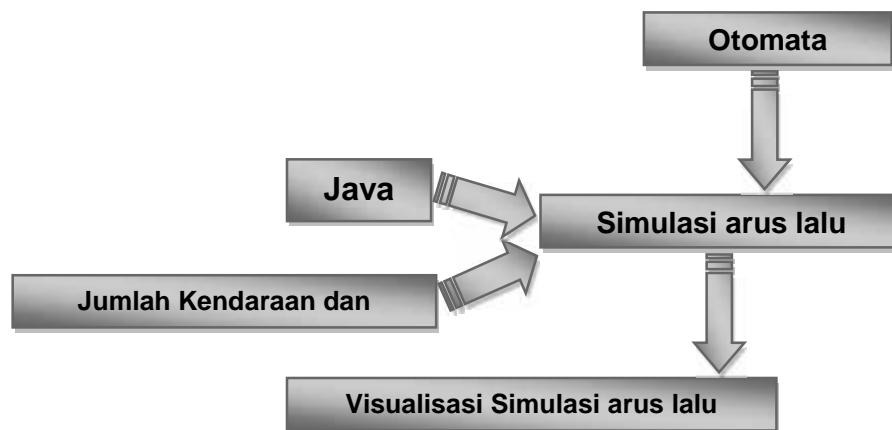 Otomata
Java
Simulasi arus lalu
Jumlah Kendaraan dan
Visualisasi Simulasi arus lalu